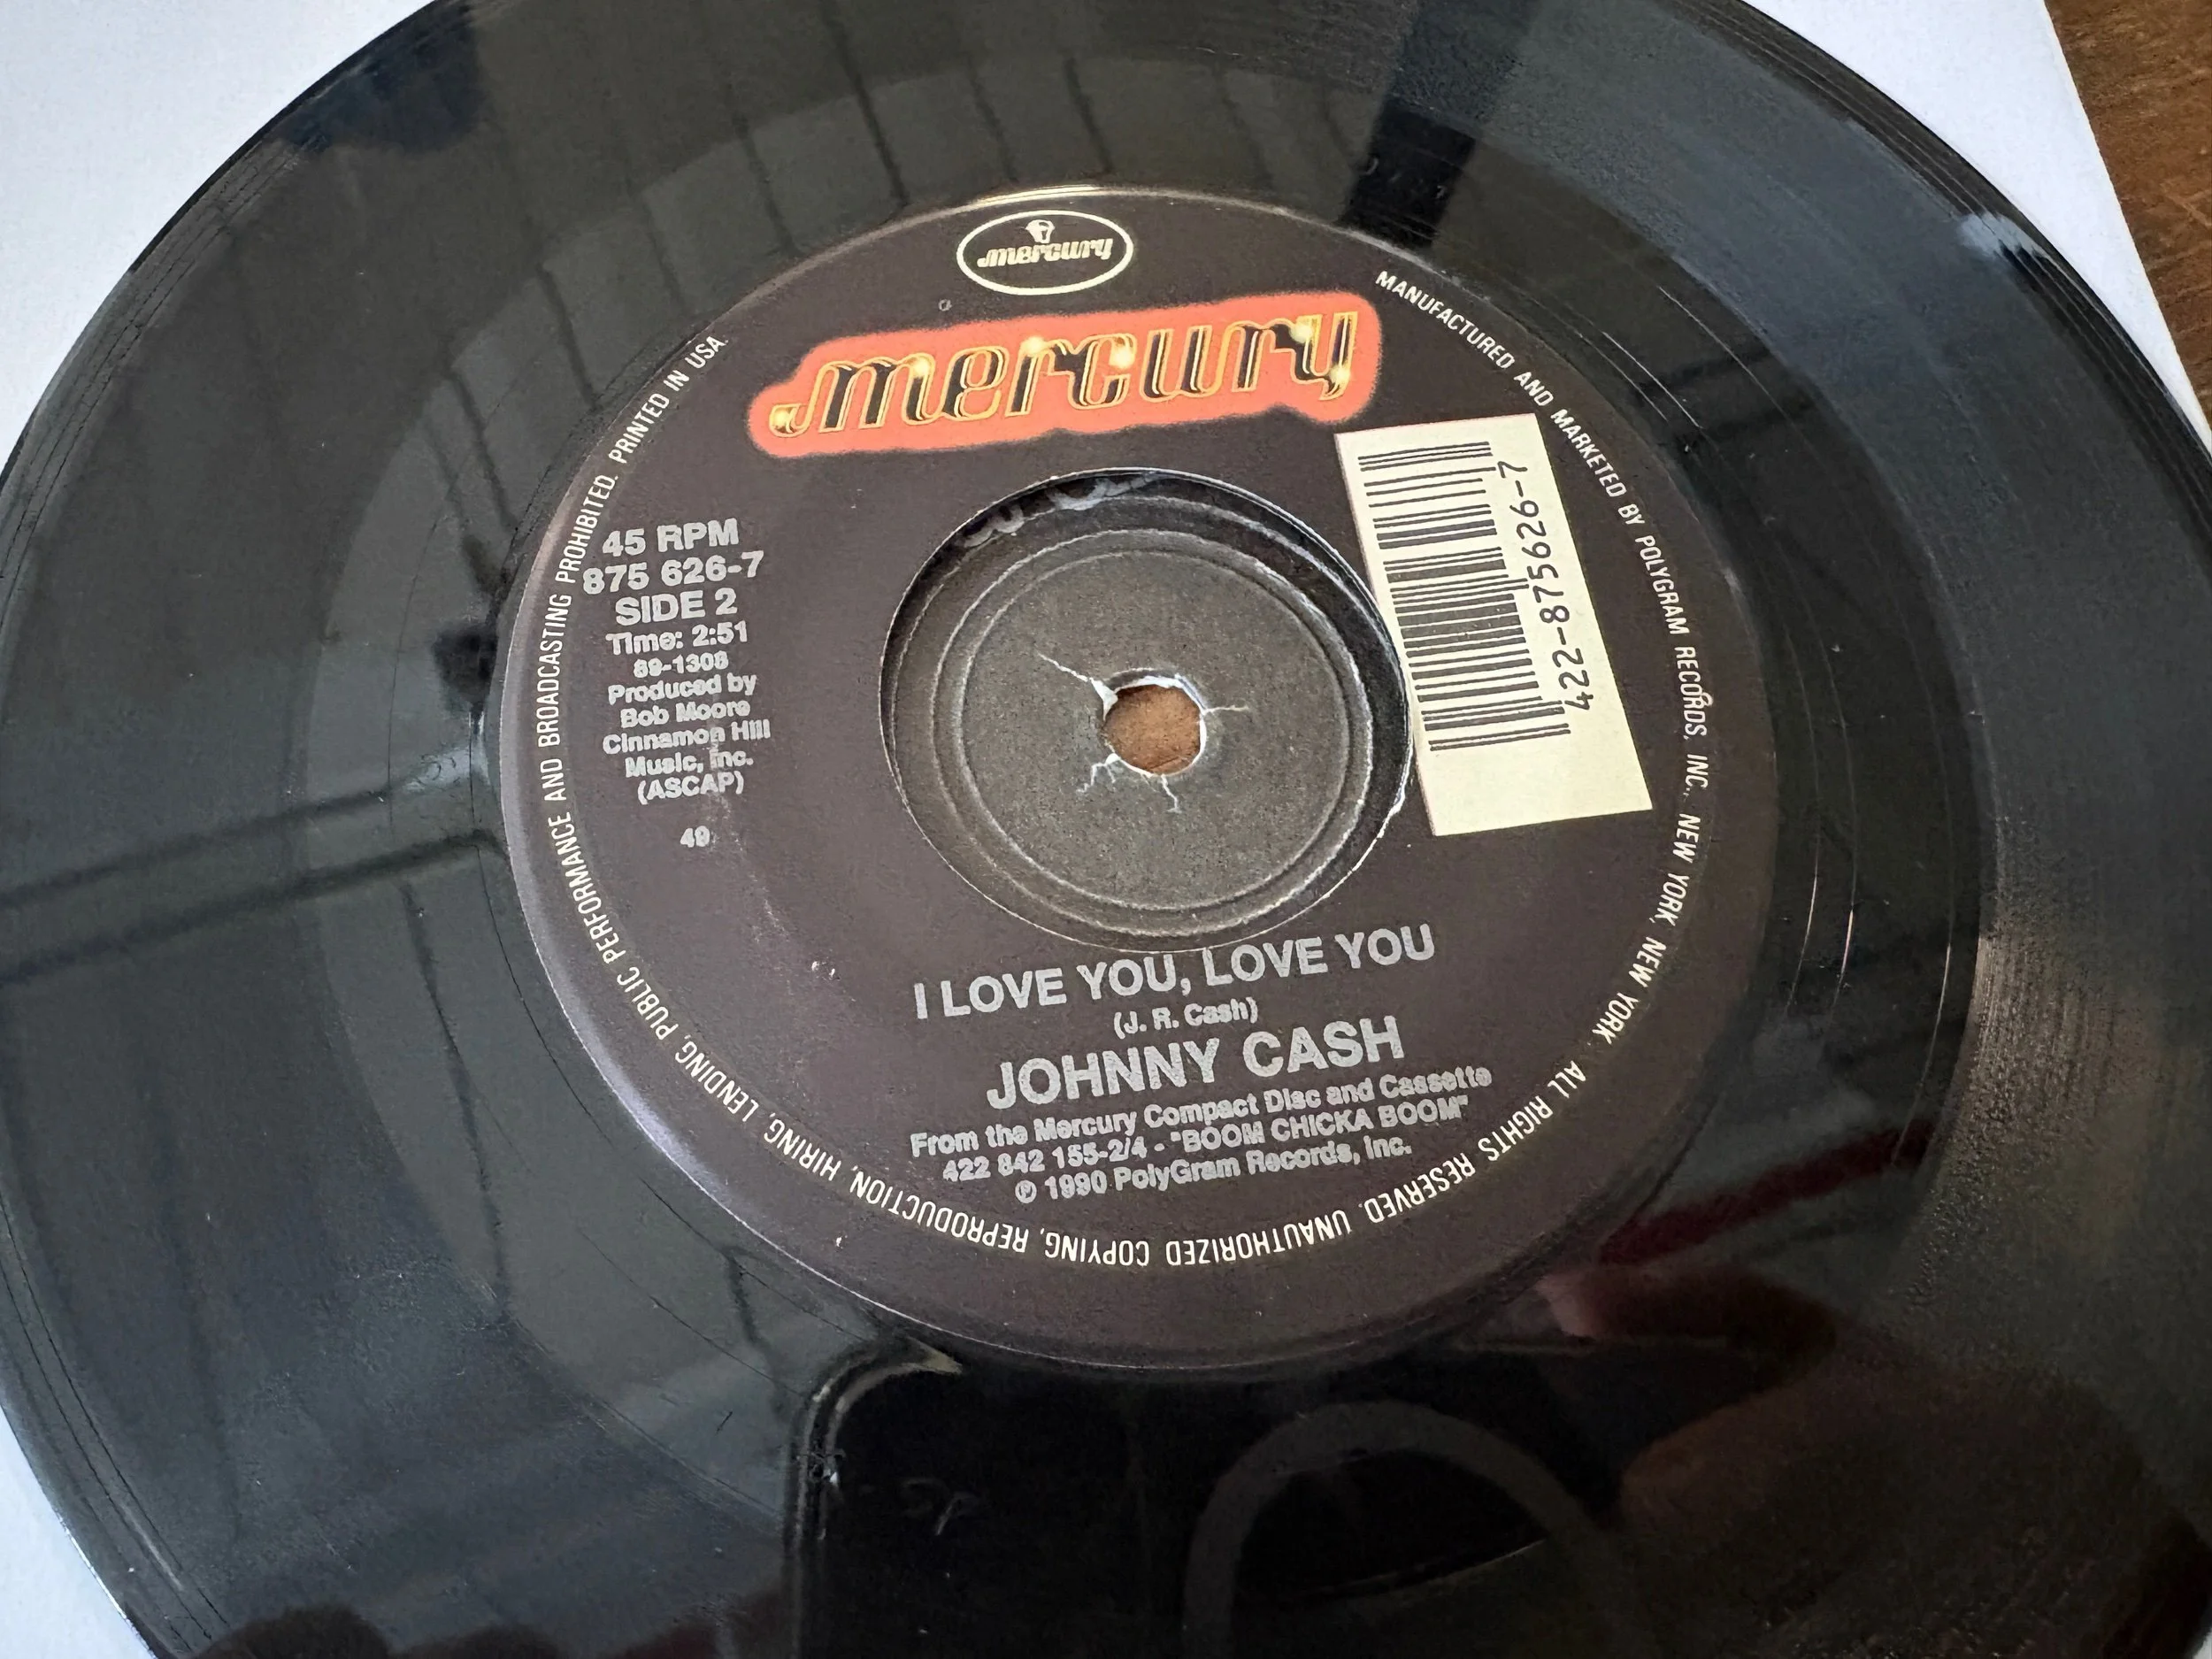 mercury
mercury
45 RPM
875 626-7
SIDE 2
Time: 2:51
89-1308
Produced by
Bob Moore
Cinnamon Hill
Music, Inc.
(ASCAP)
49
422-875626-7
I LOVE YOU, LOVE YOU
(J. R. Cash)
JOHNNY CASH
From the Mercury Compact Disc and Cassette
422 842 155-2/4 - "BOOM CHICKA BOOM"
℗ 1990 PolyGram Records, Inc.
MANUFACTURED AND MARKETED BY POLYGRAM RECORDS, INC., NEW YORK, NEW YORK. ALL RIGHTS RESERVED. UNAUTHORIZED COPYING, REPRODUCTION, HIRING, LENDING, PUBLIC PERFORMANCE AND BROADCASTING PROHIBITED. PRINTED IN USA.